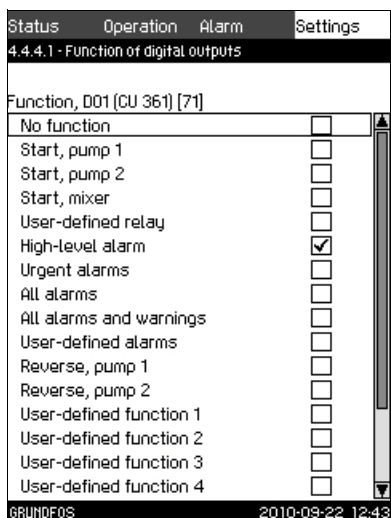 Status Operation Alarm Settings
4.4.4.1 - Function of digital outputs
Function, DO1 (CU 361) [71]
No function
Start, pump 1
Start, pump 2
Start, mixer
User-defined relay
High-level alarm
Urgent alarms
All alarms
All alarms and warnings
User-defined alarms
Reverse, pump 1
Reverse, pump 2
User-defined function 1
User-defined function 2
User-defined function 3
User-defined function 4
GRUNDFOS 2010-09-22 12:43